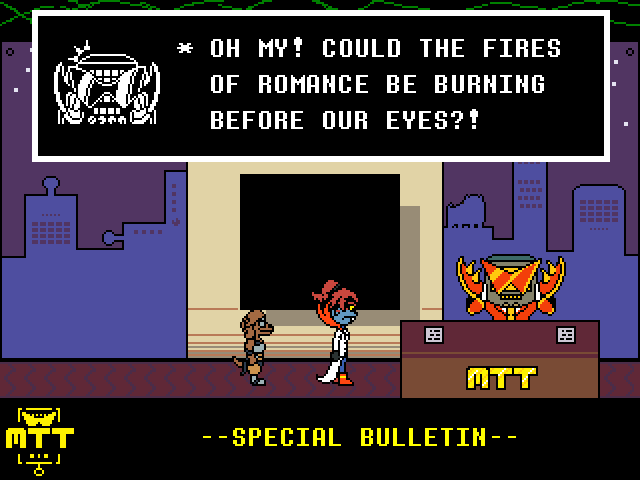 * OH MY! COULD THE FIRES
OF ROMANCE BE BURNING
BEFORE OUR EYES?!
MTT
MTT
--SPECIAL BULLETIN--